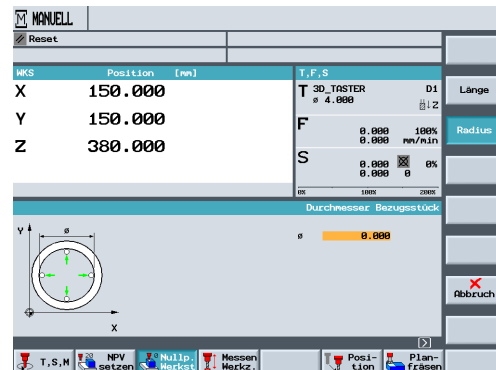 M MANUELL
Reset
WKS Position [mm]
X 150.000
Y 150.000
Z 380.000
T,F,S
T 3D_TASTER D1
ø 4.000 Z
F 0.000 100%
0.000 mm/min
S 0.000 0%
0.000 0
0% 100% 200%
Länge
Radius
Durchmesser Bezugsstück
ø 0.000
Y ø
X
Abbruch
T,S,M
NPV setzen
Nullp. Werkst
Messen Werkz.
Posi-tion
Plan-fräsen